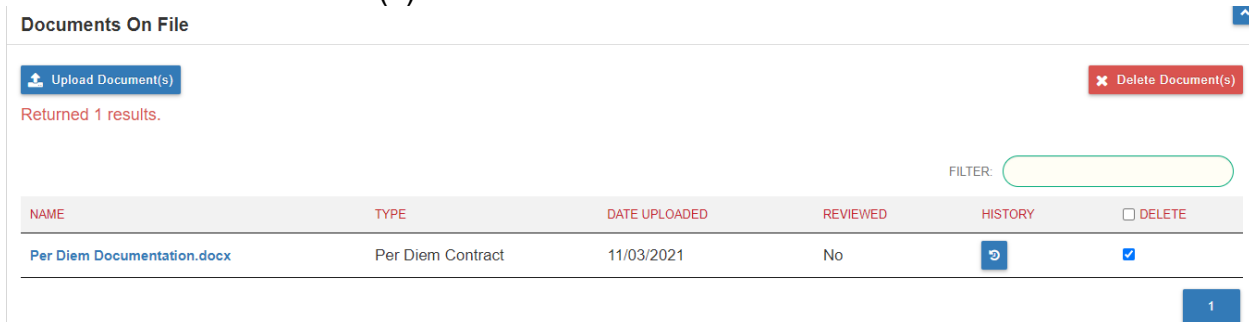 (s)
Documents On File
Upload Document(s)
Delete Document(s)
Returned 1 results.
FILTER:
NAME TYPE DATE UPLOADED REVIEWED HISTORY DELETE
Per Diem Documentation.docx Per Diem Contract 11/03/2021 No
1